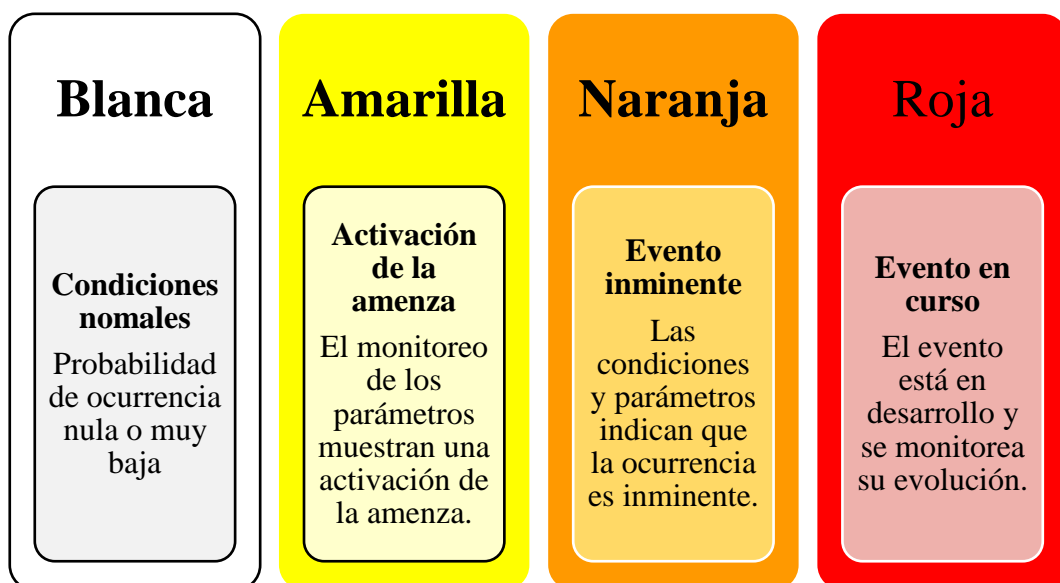 Blanca
Condiciones
nomales
Probabilidad
de ocurrencia
nula o muy
baja
Amarilla
Activación
de la
amenza
El monitoreo
de los
parámetros
muestran una
activación de
la amenza.
Naranja
Evento
inminente
Las
condiciones
y parámetros
indican que
la ocurrencia
es inminente.
Roja
Evento en
curso
El evento
está en
desarrollo y
se monitorea
su evolución.